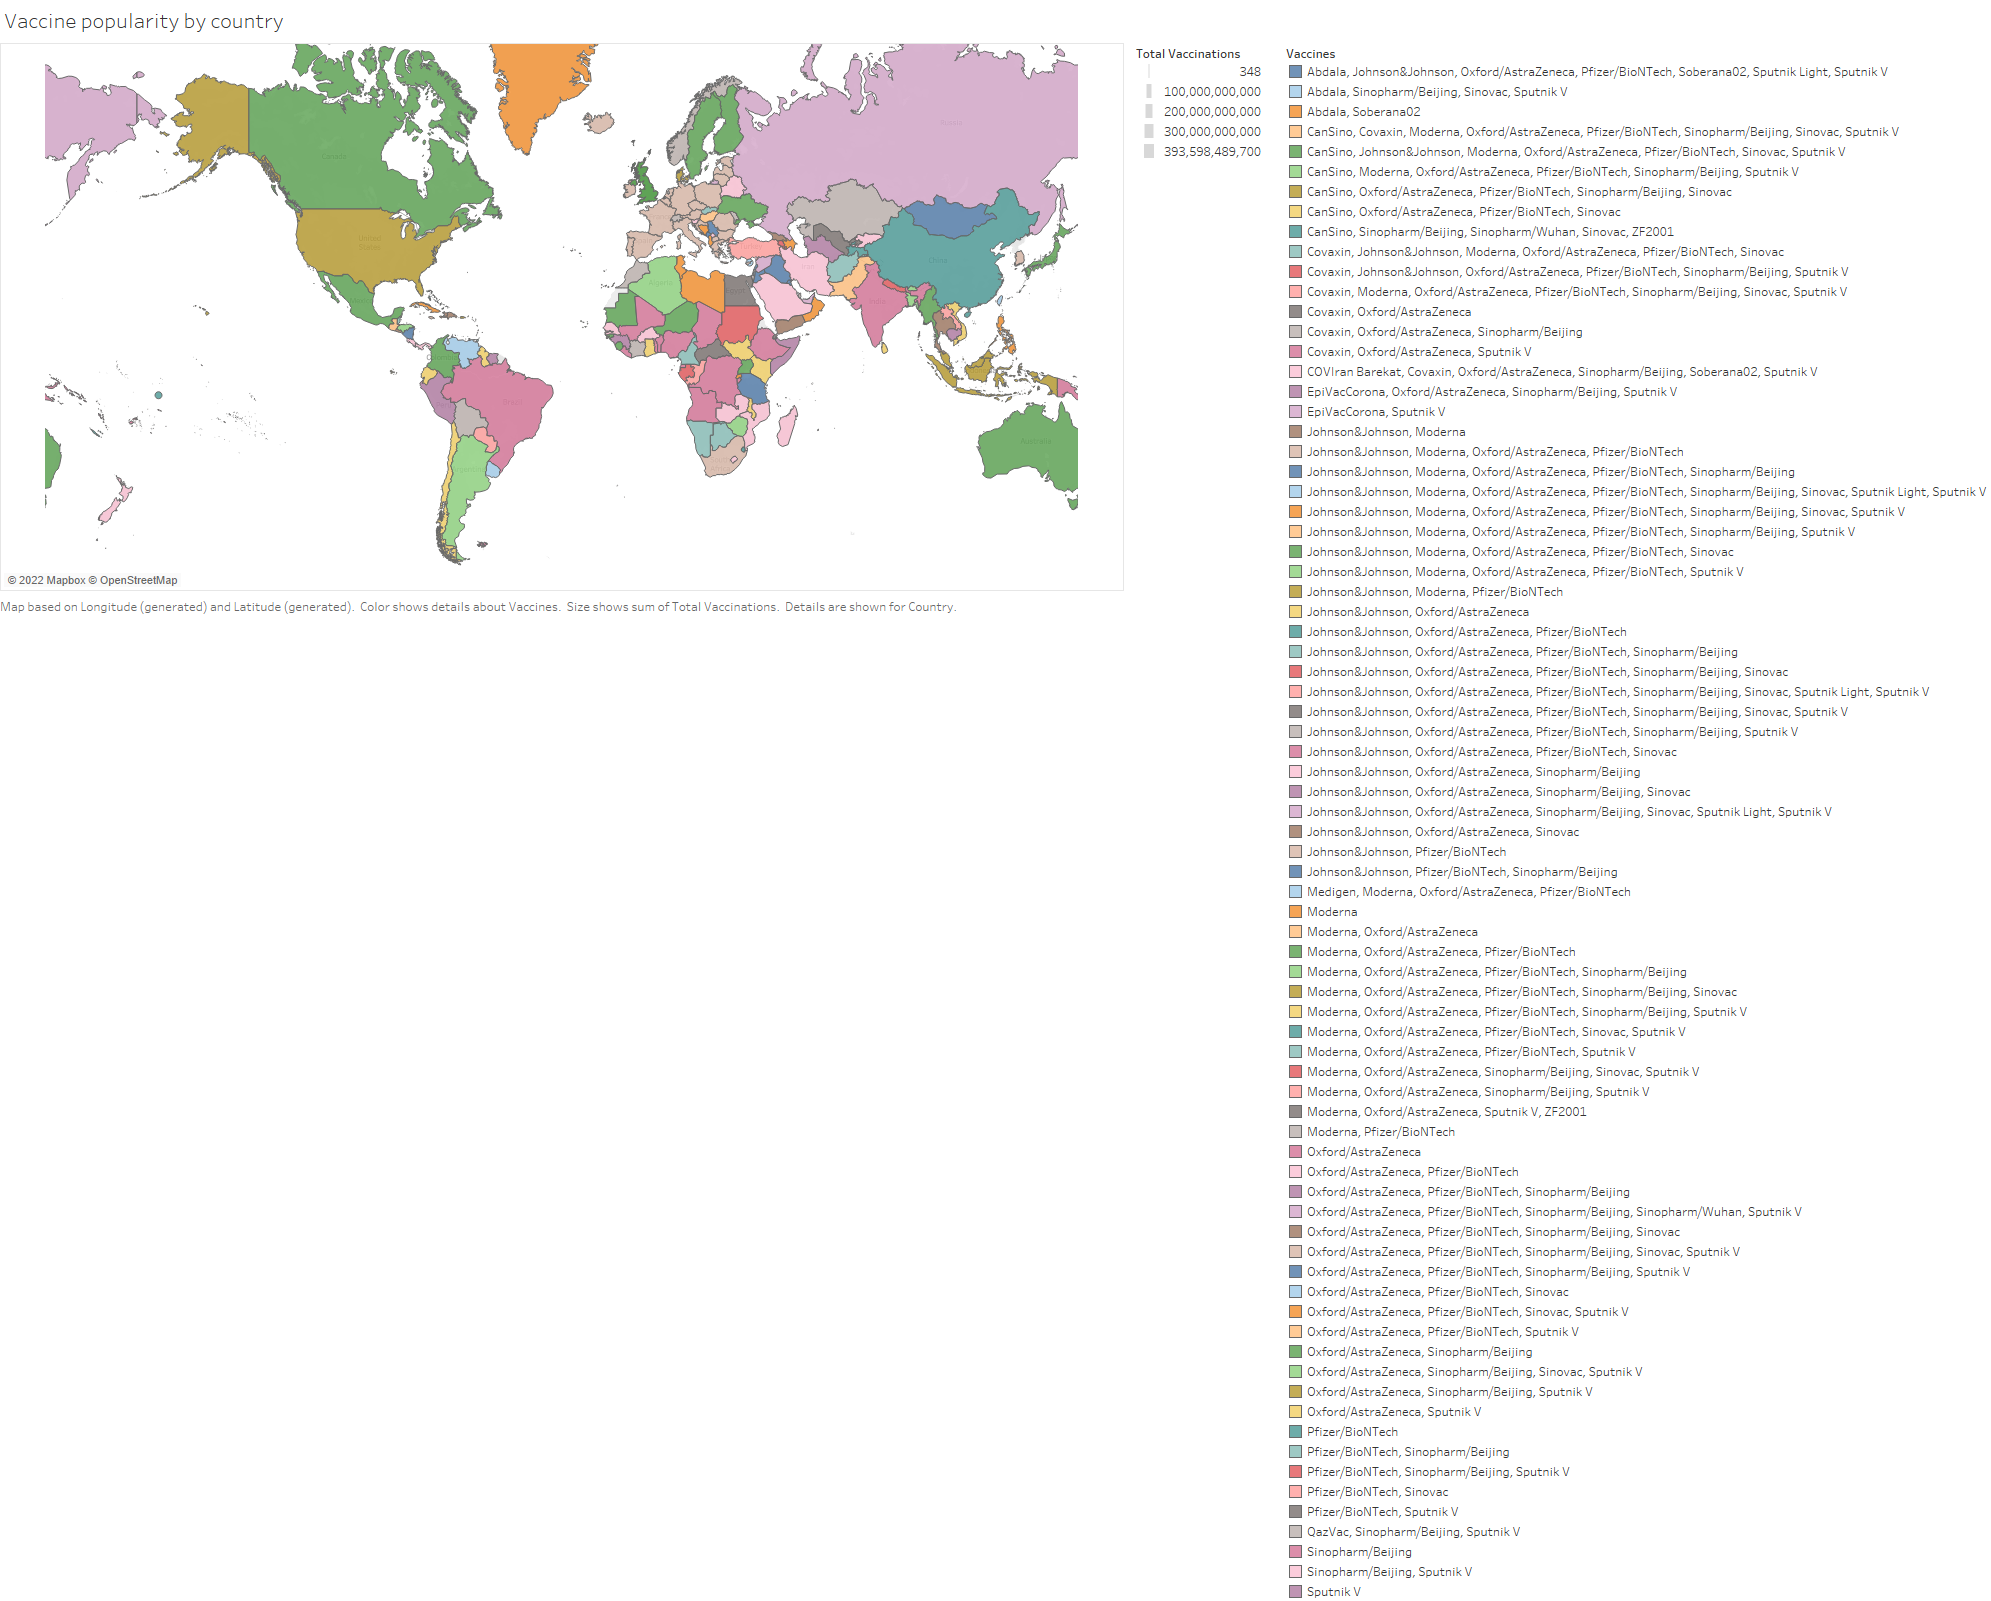 Vaccine popularity by country
Canada
United
States
Mexico
Colombia
Brazil
Argentina
Algeria
Egypt
Turkey
Iran
India
China
Russia
Australia
© 2022 Mapbox © OpenStreetMap
Map based on Longitude (generated) and Latitude (generated). Color shows details about Vaccines. Size shows sum of Total Vaccinations. Details are shown for Country.
Total Vaccinations
348
100,000,000,000
200,000,000,000
300,000,000,000
393,598,489,700
Vaccines
Abdala, Johnson&Johnson, Oxford/AstraZeneca, Pfizer/BioNTech, Soberana02, Sputnik Light, Sputnik V
Abdala, Sinopharm/Beijing, Sinovac, Sputnik V
Abdala, Soberana02
CanSino, Covaxin, Moderna, Oxford/AstraZeneca, Pfizer/BioNTech, Sinopharm/Beijing, Sinovac, Sputnik V
CanSino, Johnson&Johnson, Moderna, Oxford/AstraZeneca, Pfizer/BioNTech, Sinovac, Sputnik V
CanSino, Moderna, Oxford/AstraZeneca, Pfizer/BioNTech, Sinopharm/Beijing, Sputnik V
CanSino, Oxford/AstraZeneca, Pfizer/BioNTech, Sinopharm/Beijing, Sinovac
CanSino, Oxford/AstraZeneca, Pfizer/BioNTech, Sinovac
CanSino, Sinopharm/Beijing, Sinopharm/Wuhan, Sinovac, ZF2001
Covaxin, Johnson&Johnson, Moderna, Oxford/AstraZeneca, Pfizer/BioNTech, Sinovac
Covaxin, Johnson&Johnson, Oxford/AstraZeneca, Pfizer/BioNTech, Sinopharm/Beijing, Sputnik V
Covaxin, Moderna, Oxford/AstraZeneca, Pfizer/BioNTech, Sinopharm/Beijing, Sinovac, Sputnik V
Covaxin, Oxford/AstraZeneca
Covaxin, Oxford/AstraZeneca, Sinopharm/Beijing
Covaxin, Oxford/AstraZeneca, Sputnik V
COVIran Barekat, Covaxin, Oxford/AstraZeneca, Sinopharm/Beijing, Soberana02, Sputnik V
EpiVacCorona, Oxford/AstraZeneca, Sinopharm/Beijing, Sputnik V
EpiVacCorona, Sputnik V
Johnson&Johnson, Moderna
Johnson&Johnson, Moderna, Oxford/AstraZeneca, Pfizer/BioNTech
Johnson&Johnson, Moderna, Oxford/AstraZeneca, Pfizer/BioNTech, Sinopharm/Beijing
Johnson&Johnson, Moderna, Oxford/AstraZeneca, Pfizer/BioNTech, Sinopharm/Beijing, Sinovac, Sputnik Light, Sputnik V
Johnson&Johnson, Moderna, Oxford/AstraZeneca, Pfizer/BioNTech, Sinopharm/Beijing, Sinovac, Sputnik V
Johnson&Johnson, Moderna, Oxford/AstraZeneca, Pfizer/BioNTech, Sinopharm/Beijing, Sputnik V
Johnson&Johnson, Moderna, Oxford/AstraZeneca, Pfizer/BioNTech, Sinovac
Johnson&Johnson, Moderna, Oxford/AstraZeneca, Pfizer/BioNTech, Sputnik V
Johnson&Johnson, Moderna, Pfizer/BioNTech
Johnson&Johnson, Oxford/AstraZeneca
Johnson&Johnson, Oxford/AstraZeneca, Pfizer/BioNTech
Johnson&Johnson, Oxford/AstraZeneca, Pfizer/BioNTech, Sinopharm/Beijing
Johnson&Johnson, Oxford/AstraZeneca, Pfizer/BioNTech, Sinopharm/Beijing, Sinovac
Johnson&Johnson, Oxford/AstraZeneca, Pfizer/BioNTech, Sinopharm/Beijing, Sinovac, Sputnik Light, Sputnik V
Johnson&Johnson, Oxford/AstraZeneca, Pfizer/BioNTech, Sinopharm/Beijing, Sinovac, Sputnik V
Johnson&Johnson, Oxford/AstraZeneca, Pfizer/BioNTech, Sinopharm/Beijing, Sputnik V
Johnson&Johnson, Oxford/AstraZeneca, Pfizer/BioNTech, Sinovac
Johnson&Johnson, Oxford/AstraZeneca, Sinopharm/Beijing
Johnson&Johnson, Oxford/AstraZeneca, Sinopharm/Beijing, Sinovac
Johnson&Johnson, Oxford/AstraZeneca, Sinopharm/Beijing, Sinovac, Sputnik Light, Sputnik V
Johnson&Johnson, Oxford/AstraZeneca, Sinovac
Johnson&Johnson, Pfizer/BioNTech
Johnson&Johnson, Pfizer/BioNTech, Sinopharm/Beijing
Medigen, Moderna, Oxford/AstraZeneca, Pfizer/BioNTech
Moderna
Moderna, Oxford/AstraZeneca
Moderna, Oxford/AstraZeneca, Pfizer/BioNTech
Moderna, Oxford/AstraZeneca, Pfizer/BioNTech, Sinopharm/Beijing
Moderna, Oxford/AstraZeneca, Pfizer/BioNTech, Sinopharm/Beijing, Sinovac
Moderna, Oxford/AstraZeneca, Pfizer/BioNTech, Sinopharm/Beijing, Sputnik V
Moderna, Oxford/AstraZeneca, Pfizer/BioNTech, Sinovac, Sputnik V
Moderna, Oxford/AstraZeneca, Pfizer/BioNTech, Sputnik V
Moderna, Oxford/AstraZeneca, Sinopharm/Beijing, Sinovac, Sputnik V
Moderna, Oxford/AstraZeneca, Sinopharm/Beijing, Sputnik V
Moderna, Oxford/AstraZeneca, Sputnik V, ZF2001
Moderna, Pfizer/BioNTech
Oxford/AstraZeneca
Oxford/AstraZeneca, Pfizer/BioNTech
Oxford/AstraZeneca, Pfizer/BioNTech, Sinopharm/Beijing
Oxford/AstraZeneca, Pfizer/BioNTech, Sinopharm/Beijing, Sinopharm/Wuhan, Sputnik V
Oxford/AstraZeneca, Pfizer/BioNTech, Sinopharm/Beijing, Sinovac
Oxford/AstraZeneca, Pfizer/BioNTech, Sinopharm/Beijing, Sinovac, Sputnik V
Oxford/AstraZeneca, Pfizer/BioNTech, Sinopharm/Beijing, Sputnik V
Oxford/AstraZeneca, Pfizer/BioNTech, Sinovac
Oxford/AstraZeneca, Pfizer/BioNTech, Sinovac, Sputnik V
Oxford/AstraZeneca, Pfizer/BioNTech, Sputnik V
Oxford/AstraZeneca, Sinopharm/Beijing
Oxford/AstraZeneca, Sinopharm/Beijing, Sinovac, Sputnik V
Oxford/AstraZeneca, Sinopharm/Beijing, Sputnik V
Oxford/AstraZeneca, Sputnik V
Pfizer/BioNTech
Pfizer/BioNTech, Sinopharm/Beijing
Pfizer/BioNTech, Sinopharm/Beijing, Sputnik V
Pfizer/BioNTech, Sinovac
Pfizer/BioNTech, Sputnik V
QazVac, Sinopharm/Beijing, Sputnik V
Sinopharm/Beijing
Sinopharm/Beijing, Sputnik V
Sputnik V